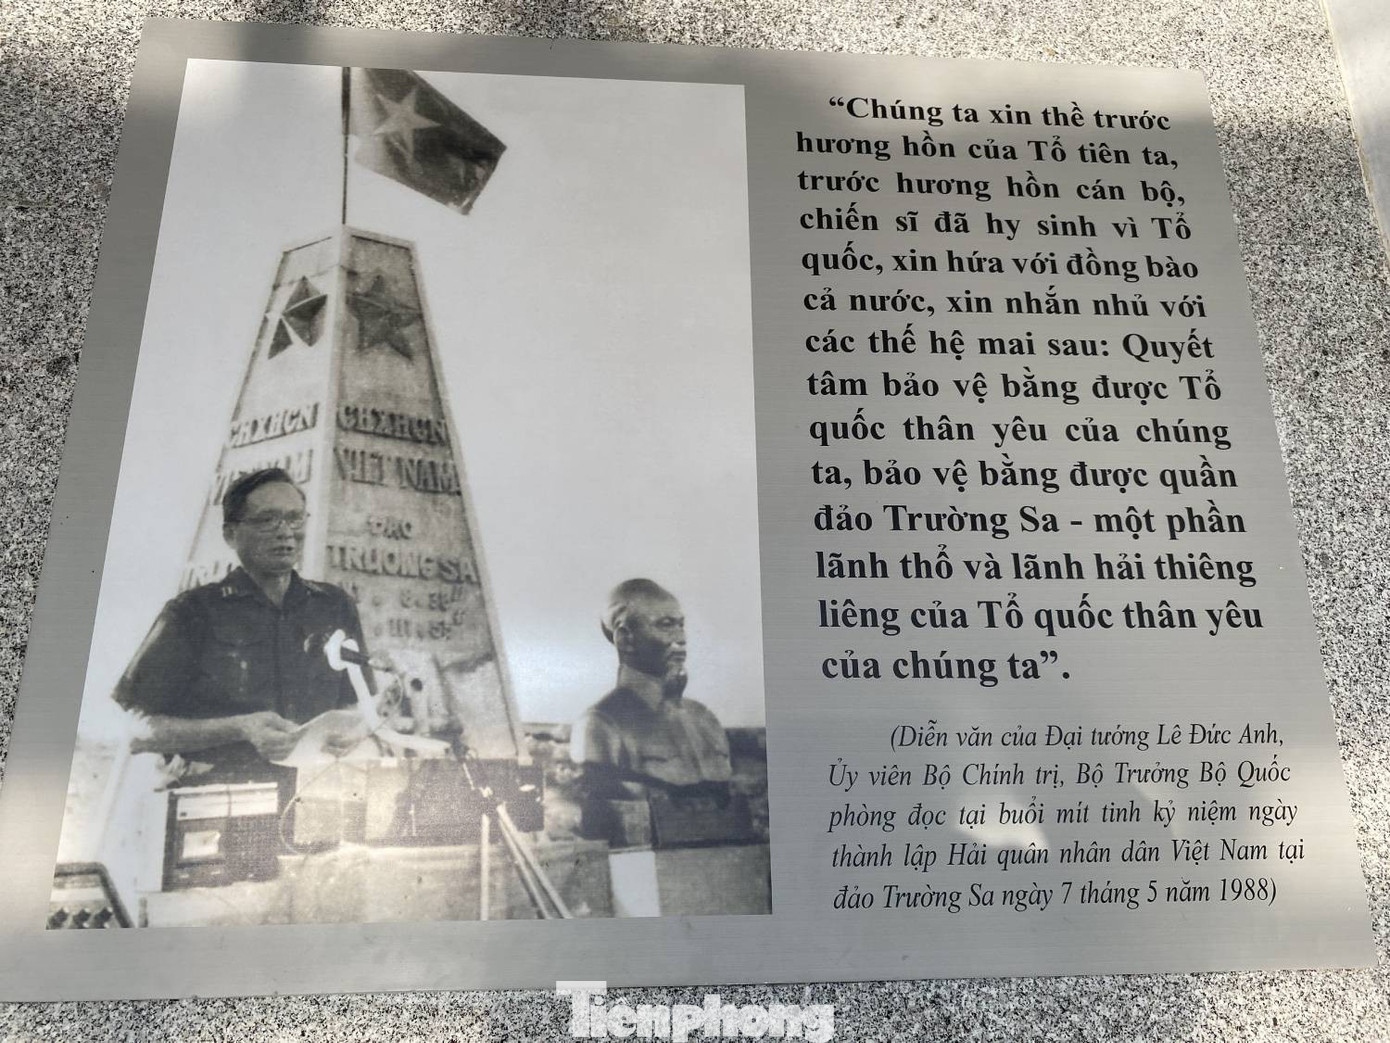 “Chúng ta xin thề trước
hương hồn của Tổ tiên ta,
trước hương hồn cán bộ,
chiến sĩ đã hy sinh vì Tổ
quốc, xin hứa với đồng bào
cả nước, xin nhắn nhủ với
các thế hệ mai sau: Quyết
tâm bảo vệ bằng được Tổ
quốc thân yêu của chúng
ta, bảo vệ bằng được quần
đảo Trường Sa - một phần
lãnh thổ và lãnh hải thiêng
liêng của Tổ quốc thân yêu
của chúng ta”.
(Diễn văn của Đại tướng Lê Đức Anh,
Ủy viên Bộ Chính trị, Bộ Trưởng Bộ Quốc
phòng đọc tại buổi mít tinh kỷ niệm ngày
thành lập Hải quân nhân dân Việt Nam tại
đảo Trường Sa ngày 7 tháng 5 năm 1988)
CHXHCN
CHXHCN
VIET NAM
ĐAO
TRUONG SA
Tiênphong